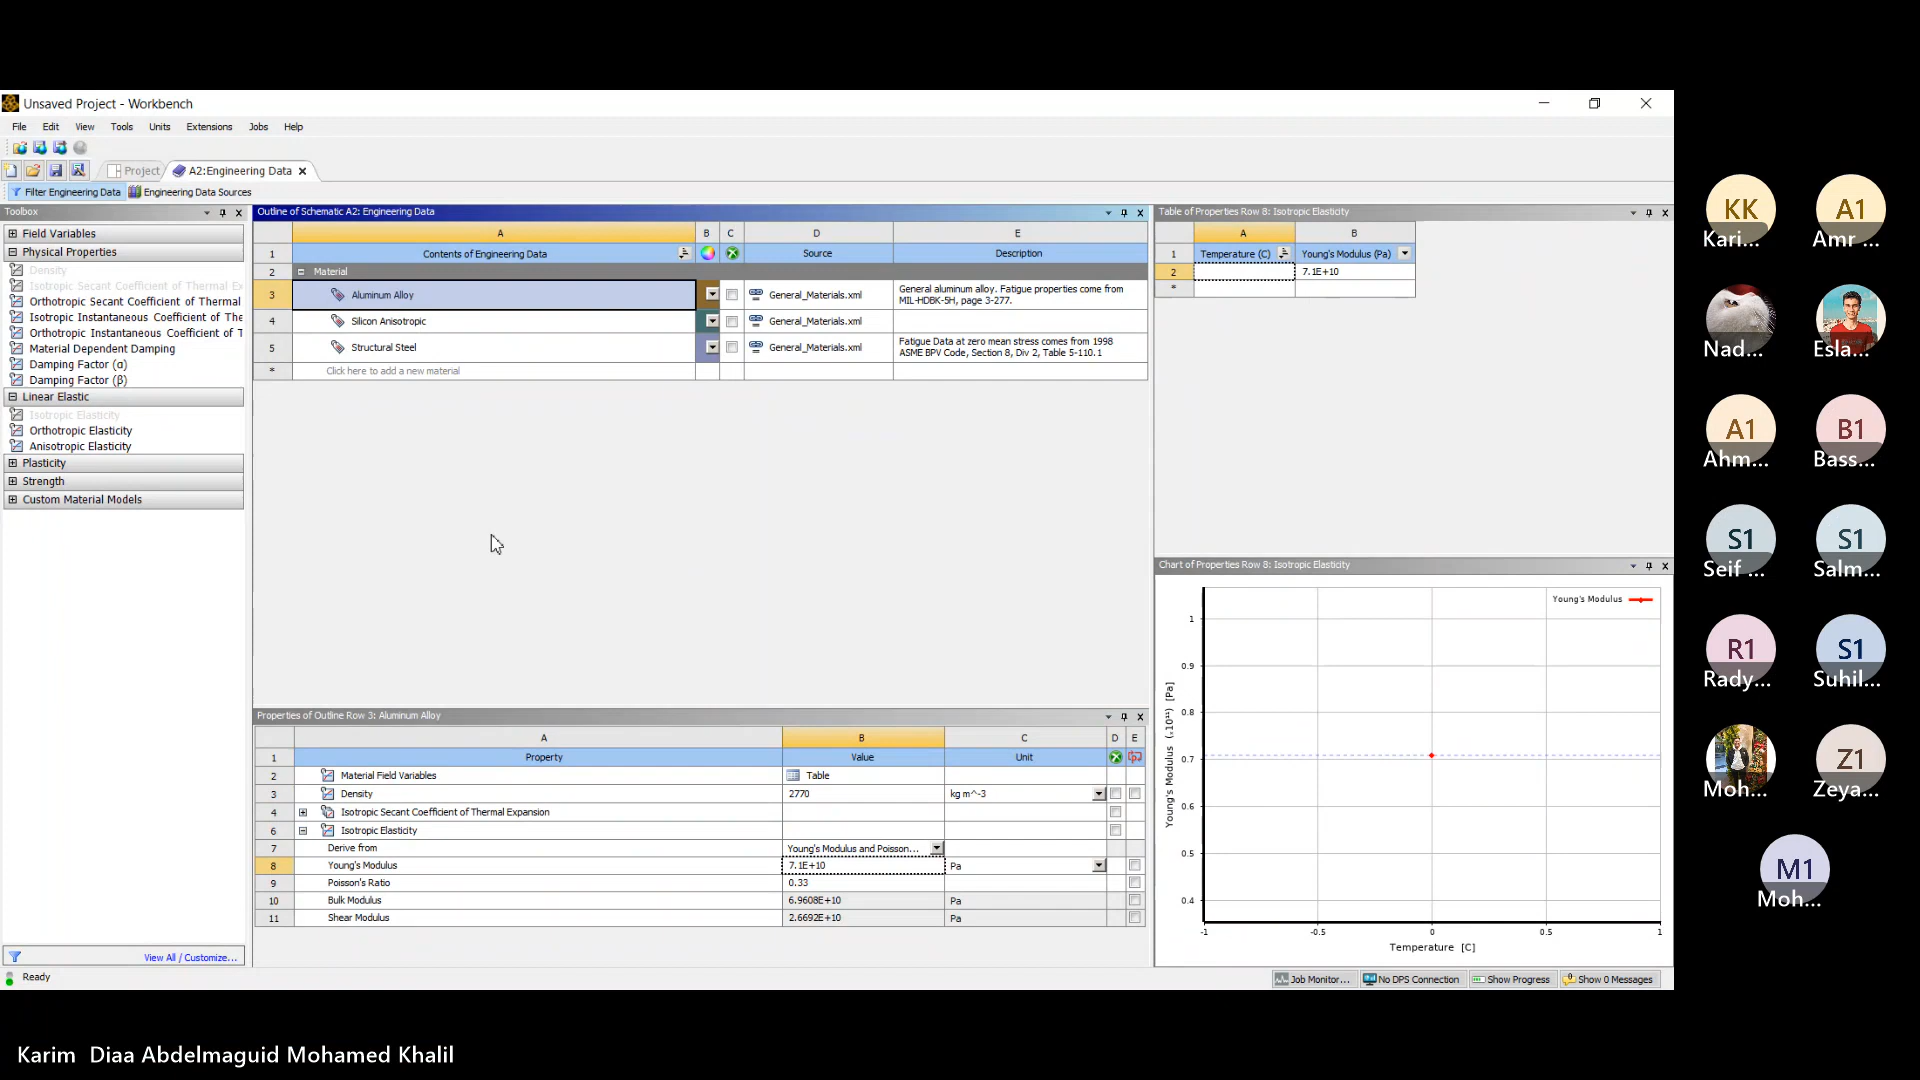 Unsaved Project - Workbench
File Edit View Tools Units Extensions Jobs Help
Project A2:Engineering Data
Filter Engineering Data Engineering Data Sources
Toolbox
Field Variables
Physical Properties
Density
Isotropic Secant Coefficient of Thermal Ex
Orthotropic Secant Coefficient of Thermal
Isotropic Instantaneous Coefficient of The
Orthotropic Instantaneous Coefficient of T
Material Dependent Damping
Damping Factor (α)
Damping Factor (β)
Linear Elastic
Isotropic Elasticity
Orthotropic Elasticity
Anisotropic Elasticity
Plasticity
Strength
Custom Material Models
View All / Customize...
Ready
Outline of Schematic A2: Engineering Data
A B C D E
1 Contents of Engineering Data Source Description
2 Material
3 Aluminum Alloy General_Materials.xml General aluminum alloy. Fatigue properties come from
MIL-HDBK-5H, page 3-277.
4 Silicon Anisotropic General_Materials.xml
5 Structural Steel General_Materials.xml Fatigue Data at zero mean stress comes from 1998
ASME BPV Code, Section 8, Div 2, Table 5-110.1
* Click here to add a new material
Properties of Outline Row 3: Aluminum Alloy
A B C D E
1 Property Value Unit
2 Material Field Variables Table
3 Density 2770 kg m^-3
4 Isotropic Secant Coefficient of Thermal Expansion
6 Isotropic Elasticity
7 Derive from Young's Modulus and Poisson...
8 Young's Modulus 7.1E+10 Pa
9 Poisson's Ratio 0.33
10 Bulk Modulus 6.9608E+10 Pa
11 Shear Modulus 2.6692E+10 Pa
Table of Properties Row 8: Isotropic Elasticity
A B
1 Temperature (C) Young's Modulus (Pa)
2 7.1E+10
*
Chart of Properties Row 8: Isotropic Elasticity
Young's Modulus
1
0.9
0.8
0.7
0.6
0.5
0.4
Young's Modulus (.10¹¹) [Pa]
-1 -0.5 0 0.5 1
Temperature [C]
Job Monitor... No DPS Connection Show Progress Show 0 Messages
KK A1
Kari... Amr ...
Nad... Esla...
A1 B1
Ahm... Bass...
S1 S1
Seif ... Salm...
R1 S1
Rady... Suhil...
Z1
Moh... Zeya...
M1
Moh...
Karim Diaa Abdelmaguid Mohamed Khalil